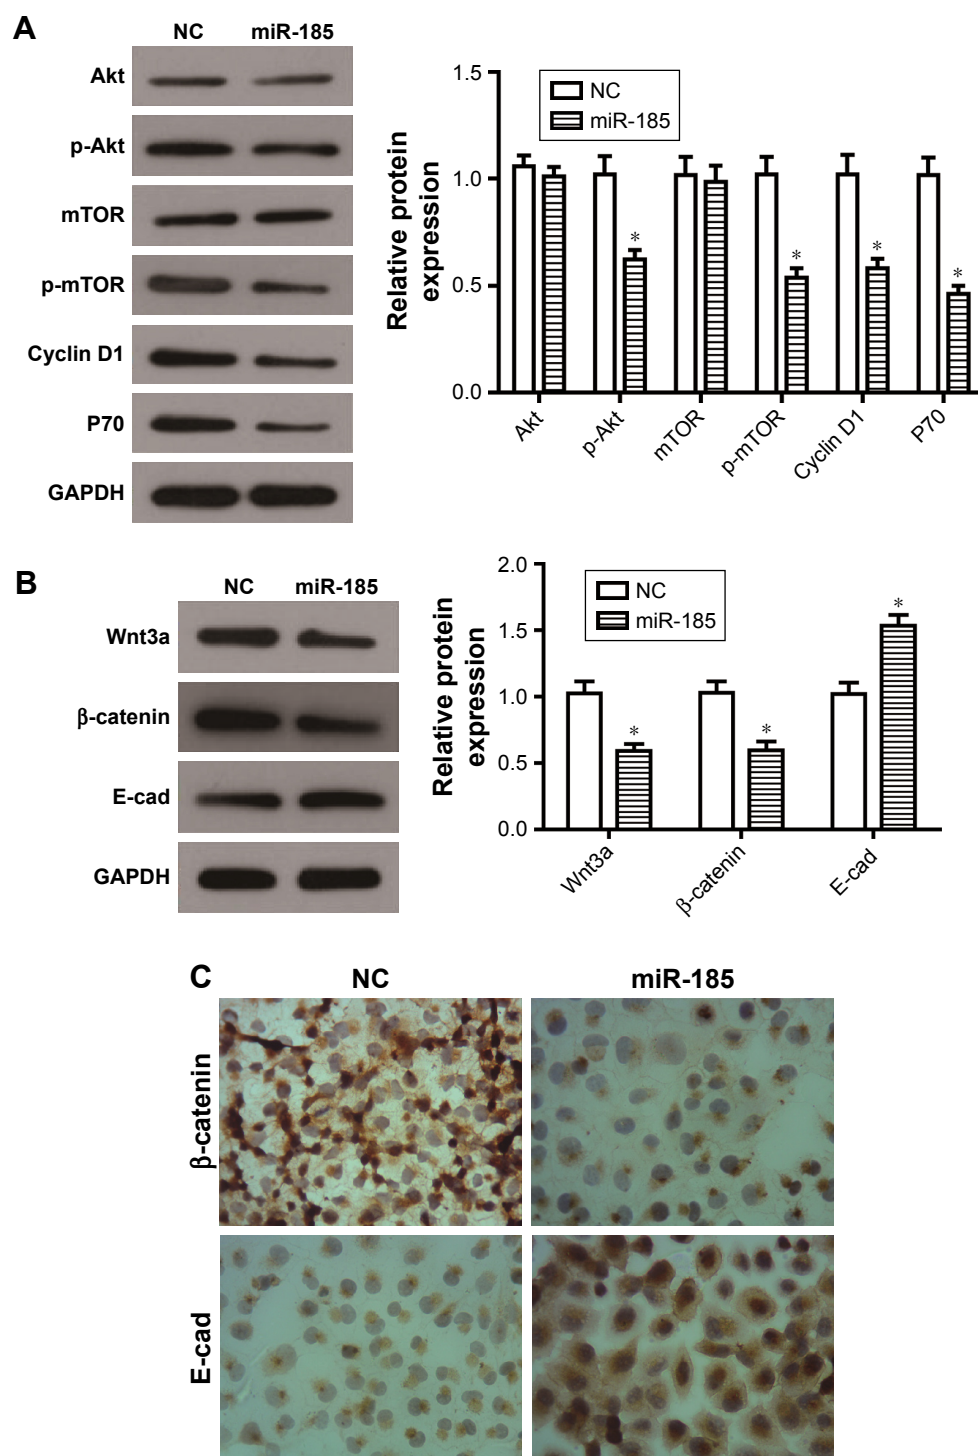 A
NC miR-185
Akt
p-Akt
mTOR
p-mTOR
Cyclin D1
P70
GAPDH
Relative protein
expression
1.5
1.0
0.5
0.0
NC
miR-185
*
*
*
*
Akt
p-Akt
mTOR
p-mTOR
Cyclin D1
P70
B
NC miR-185
Wnt3a
β-catenin
E-cad
GAPDH
Relative protein
expression
2.0
1.5
1.0
0.5
0.0
NC
miR-185
*
*
*
Wnt3a
β-catenin
E-cad
C
NC miR-185
β-catenin
E-cad